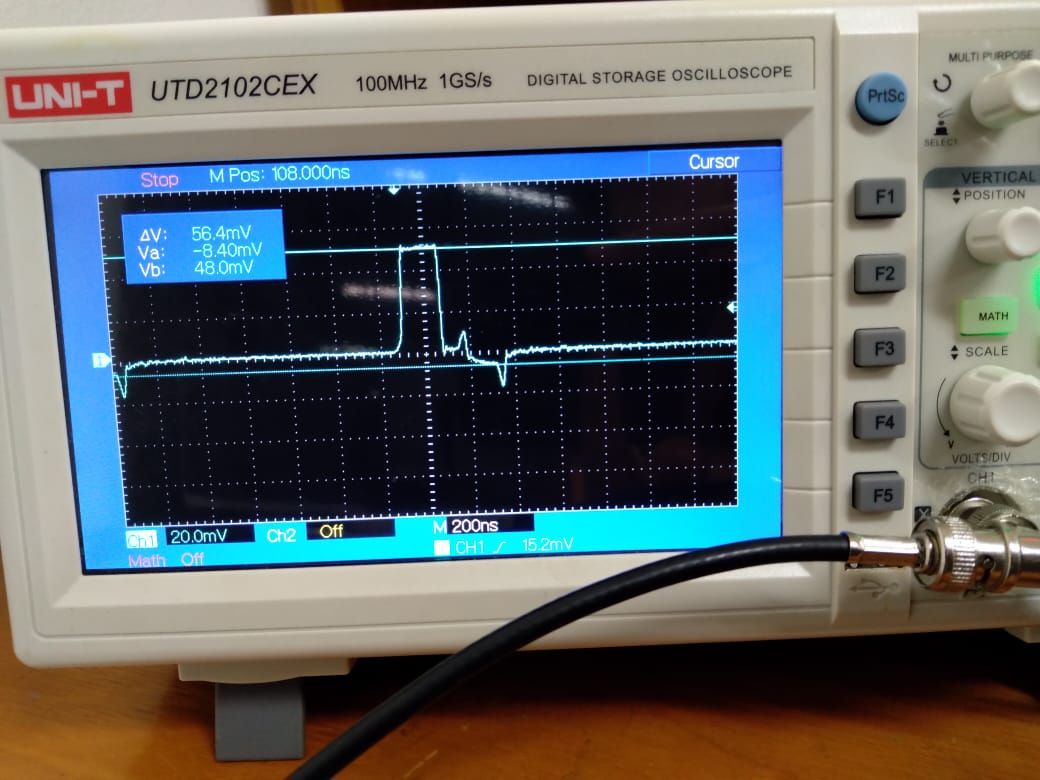 UNI-T UTD2102CEX 100MHz 1GS/s DIGITAL STORAGE OSCILLOSCOPE
MULTI PURPOSE
PrtSc
SELECT
Stop M Pos: 108.000ns Cursor
ΔV: 56.4mV
Va: -8.40mV
Vb: 48.0mV
1
F1
F2
F3
F4
F5
VERTICAL
POSITION
MATH
SCALE
V
VOLTS/DIV
CH1
X
Ch1 20.0mV Ch2 Off M 200ns
Math Off CH1 15.2mV